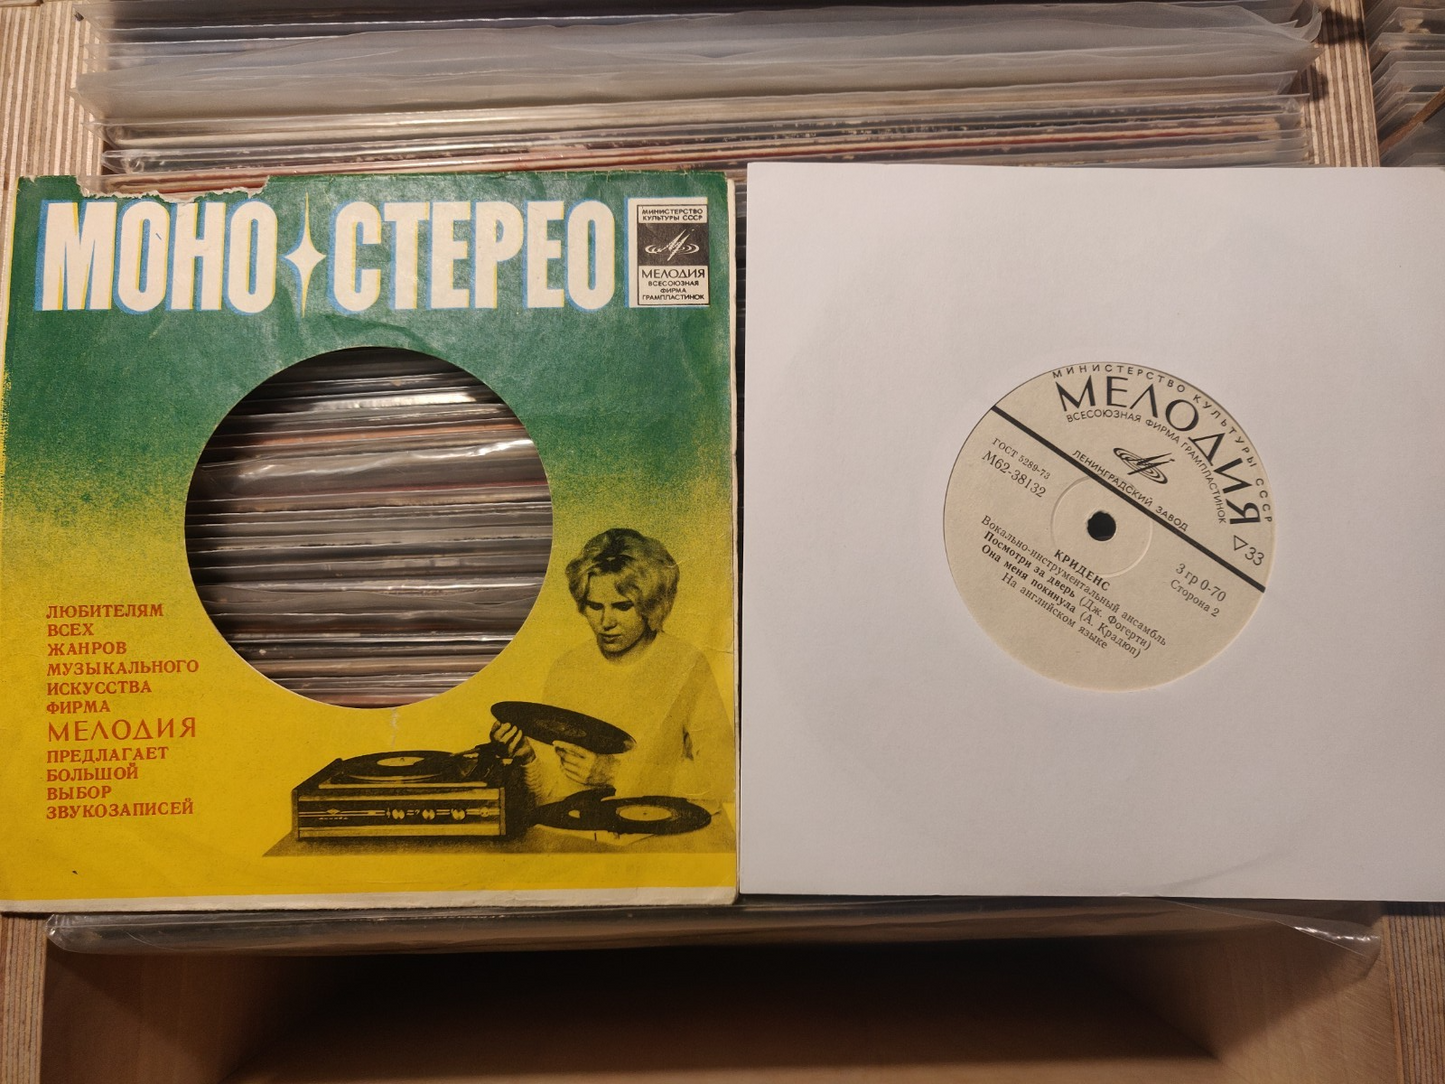 МОНО СТЕРЕО
МИНИСТЕРСТВО
КУЛЬТУРЫ СССР
МЕЛОДИЯ
ВСЕСОЮЗНАЯ
ФИРМА
ГРАМПЛАСТИНОК
ЛЮБИТЕЛЯМ
ВСЕХ
ЖАНРОВ
МУЗЫКАЛЬНОГО
ИСКУССТВА
ФИРМА
МЕЛОДИЯ
ПРЕДЛАГАЕТ
БОЛЬШОЙ
ВЫБОР
ЗВУКОЗАПИСЕЙ
МИНИСТЕРСТВО КУЛЬТУРЫ СССР
МЕЛОДИЯ
ВСЕСОЮЗНАЯ ФИРМА ГРАМПЛАСТИНОК
ЛЕНИНГРАДСКИЙ ЗАВОД
▽33
ГОСТ 5289-73
М62-38132
3 гр 0-70
Сторона 2
КРИДЕНС
Вокально-инструментальный ансамбль
Посмотри за дверь (Дж. Фогерти)
Она меня покинула (А. Крадюп)
На английском языке